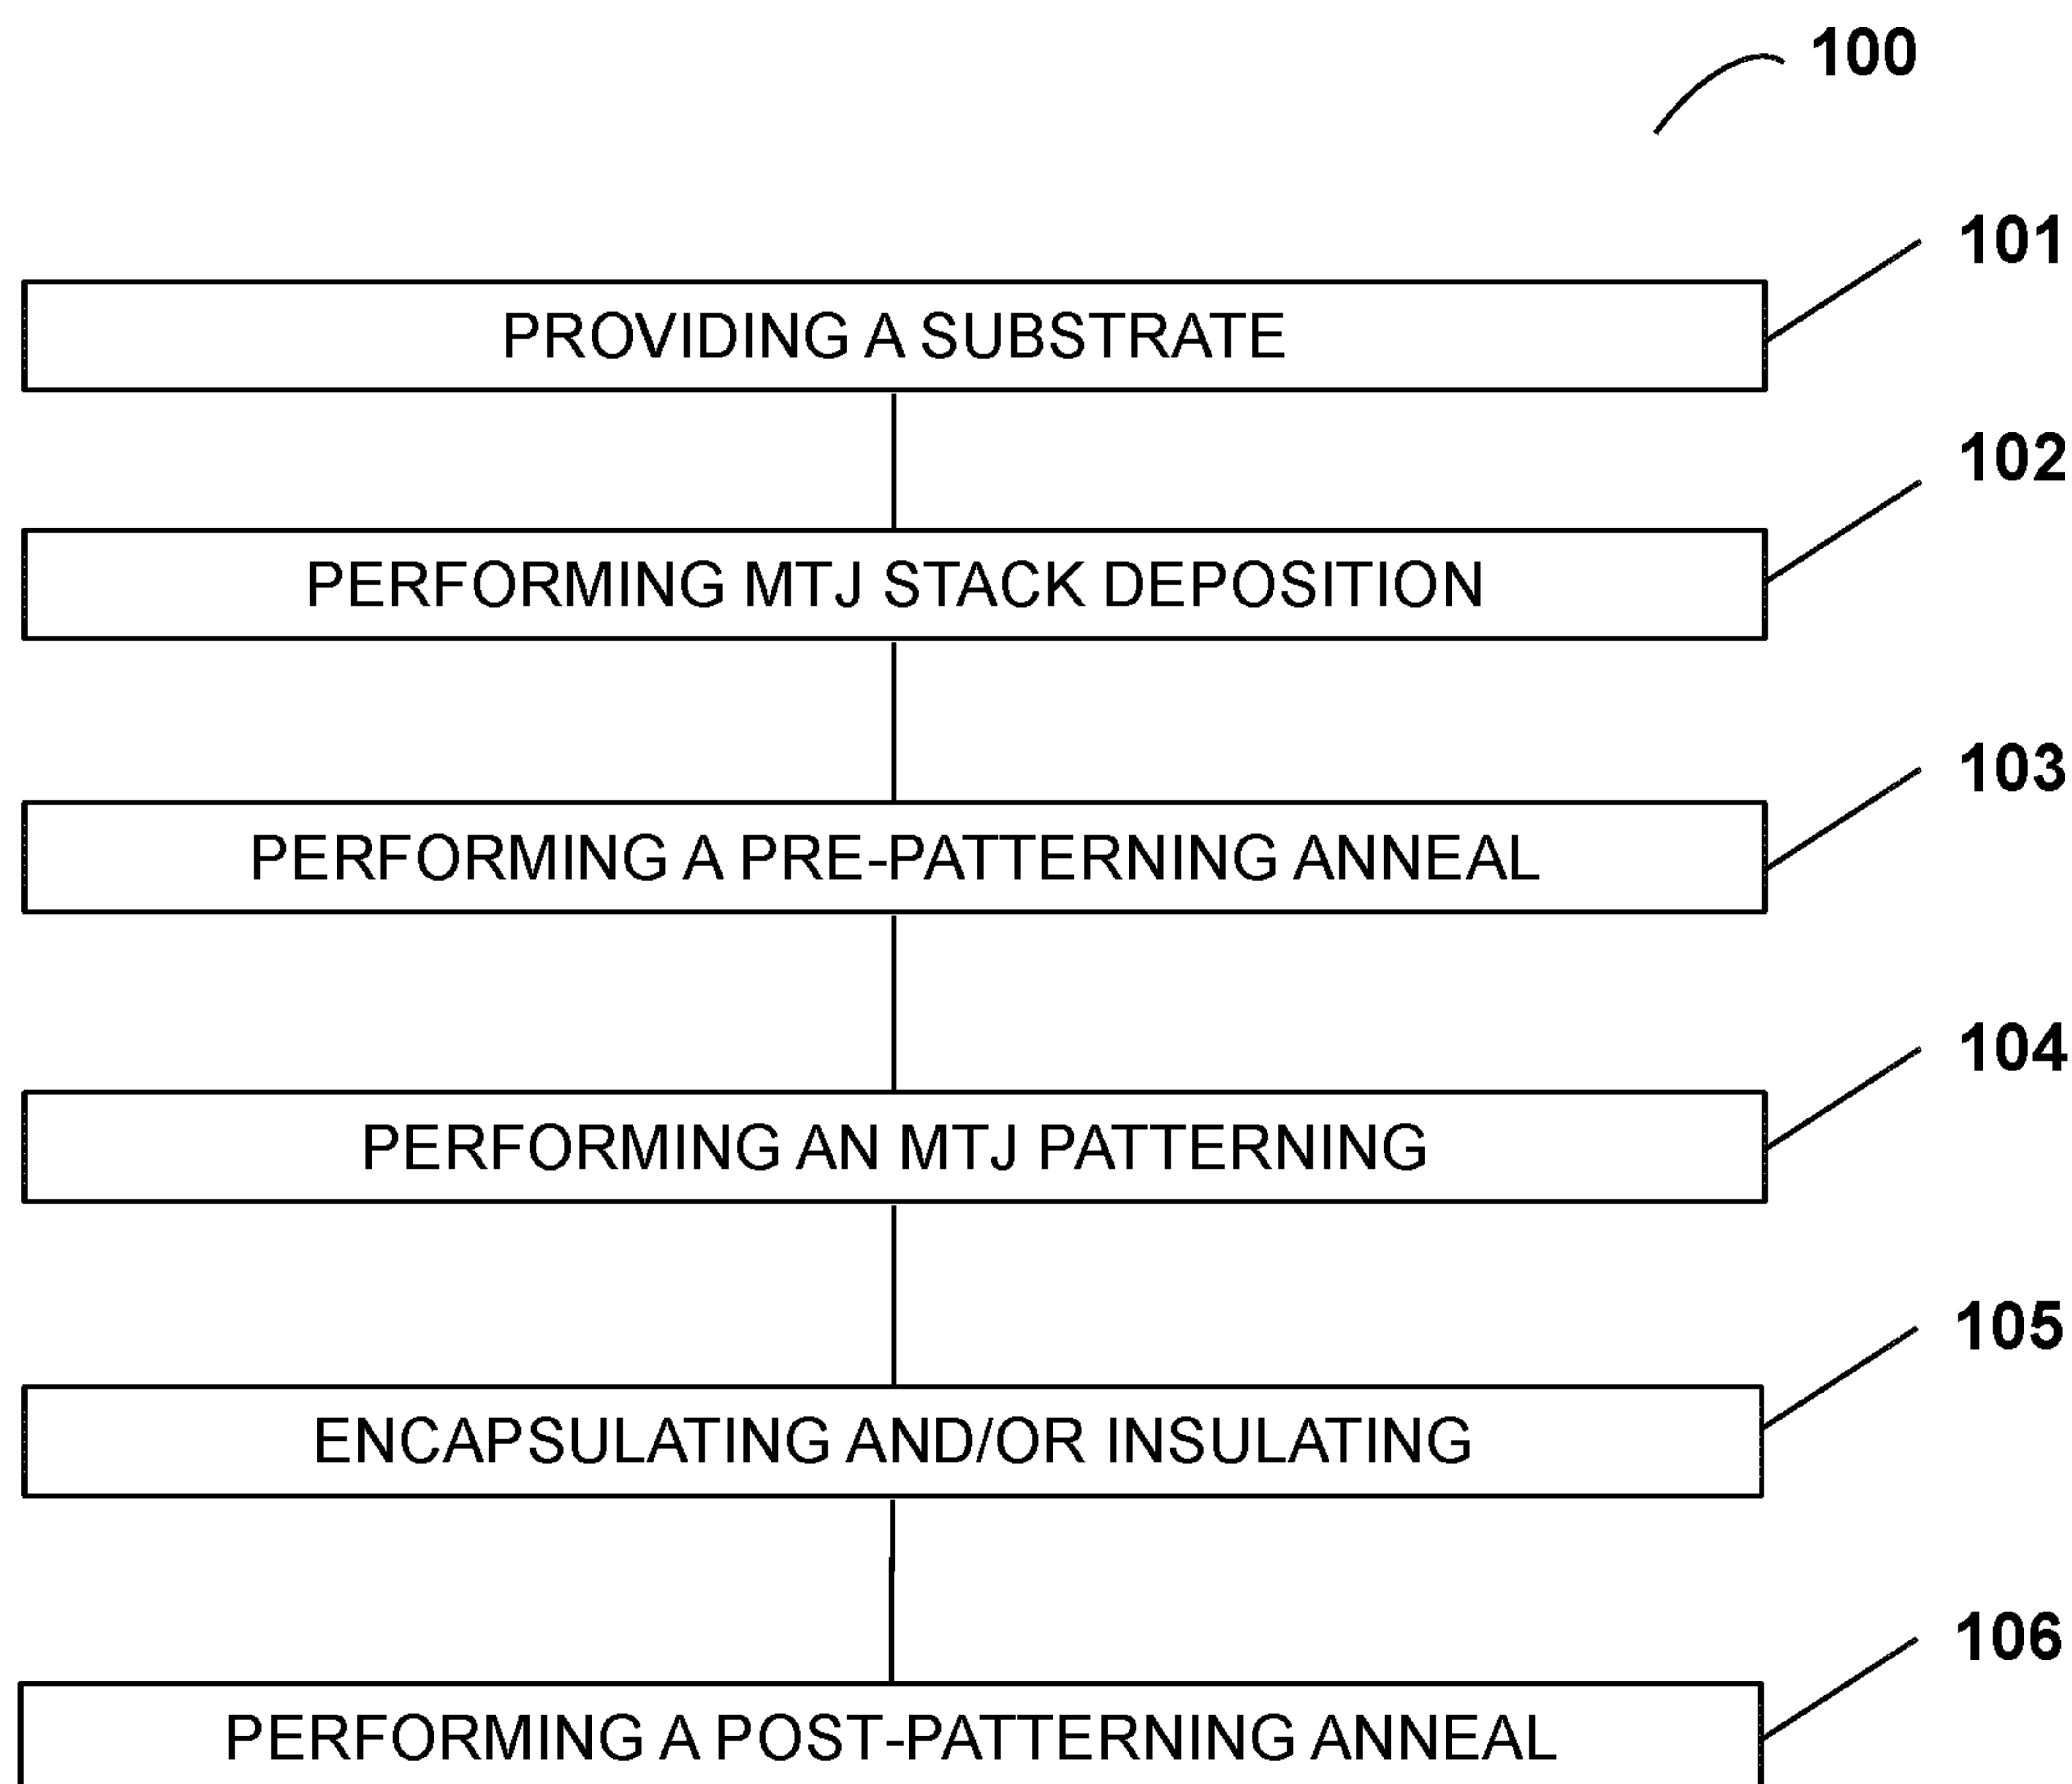 100
101
PROVIDING A SUBSTRATE
102
PERFORMING MTJ STACK DEPOSITION
103
PERFORMING A PRE-PATTERNING ANNEAL
104
PERFORMING AN MTJ PATTERNING
105
ENCAPSULATING AND/OR INSULATING
106
PERFORMING A POST-PATTERNING ANNEAL